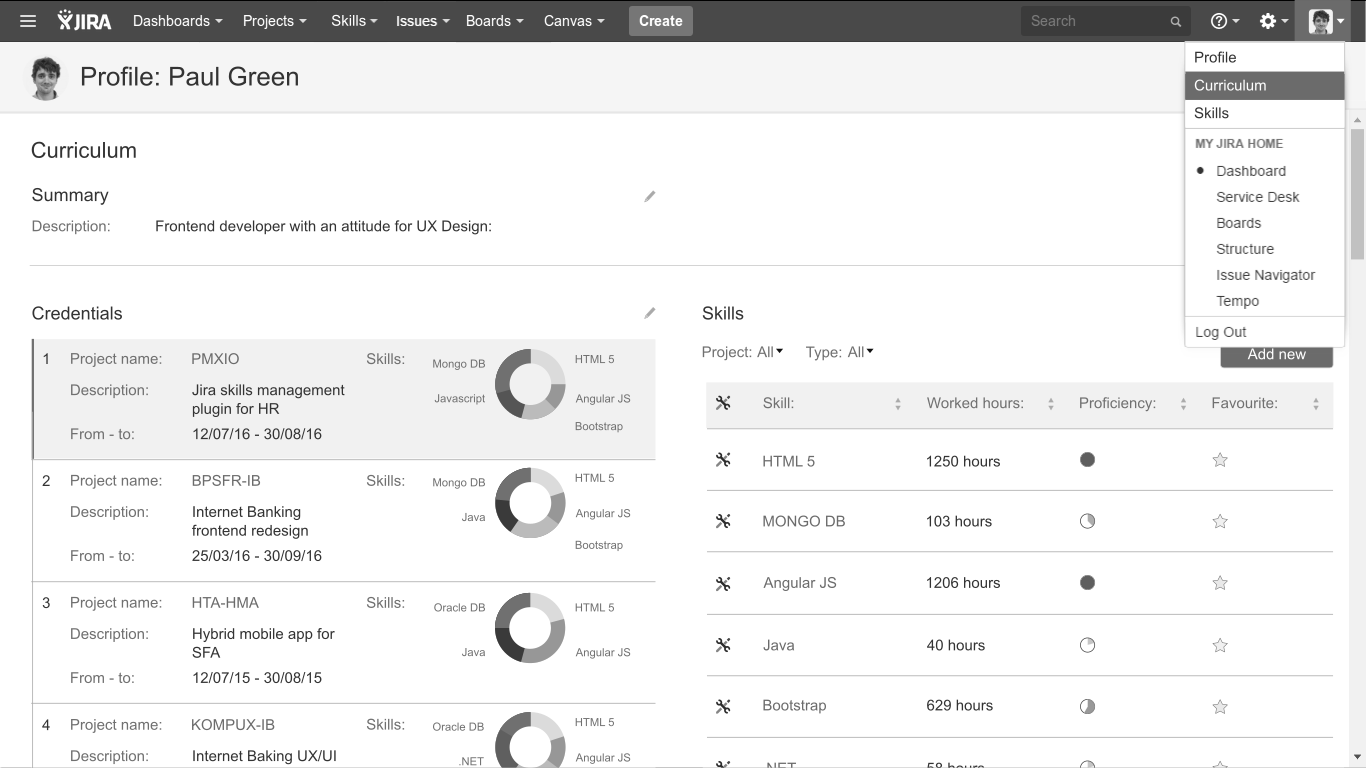 JIRA Dashboards Projects Skills Issues Boards Canvas Create Search
Profile: Paul Green
Profile
Curriculum
Skills
MY JIRA HOME
Dashboard
Service Desk
Boards
Structure
Issue Navigator
Tempo
Log Out
Curriculum
Summary
Description: Frontend developer with an attitude for UX Design:
Credentials
1 Project name: PMXIO Skills:
Description: Jira skills management
plugin for HR
From - to: 12/07/16 - 30/08/16
Mongo DB HTML 5
Javascript Angular JS
Bootstrap
2 Project name: BPSFR-IB Skills:
Description: Internet Banking
frontend redesign
From - to: 25/03/16 - 30/09/16
Mongo DB HTML 5
Java Angular JS
Bootstrap
3 Project name: HTA-HMA Skills:
Description: Hybrid mobile app for
SFA
From - to: 12/07/15 - 30/08/15
Oracle DB HTML 5
Java Angular JS
4 Project name: KOMPUX-IB Skills:
Description: Internet Baking UX/UI
Oracle DB HTML 5
.NET Angular JS
Skills
Project: All Type: All Add new
Skill: Worked hours: Proficiency: Favourite:
HTML 5 1250 hours
MONGO DB 103 hours
Angular JS 1206 hours
Java 40 hours
Bootstrap 629 hours
.NET 58 hours